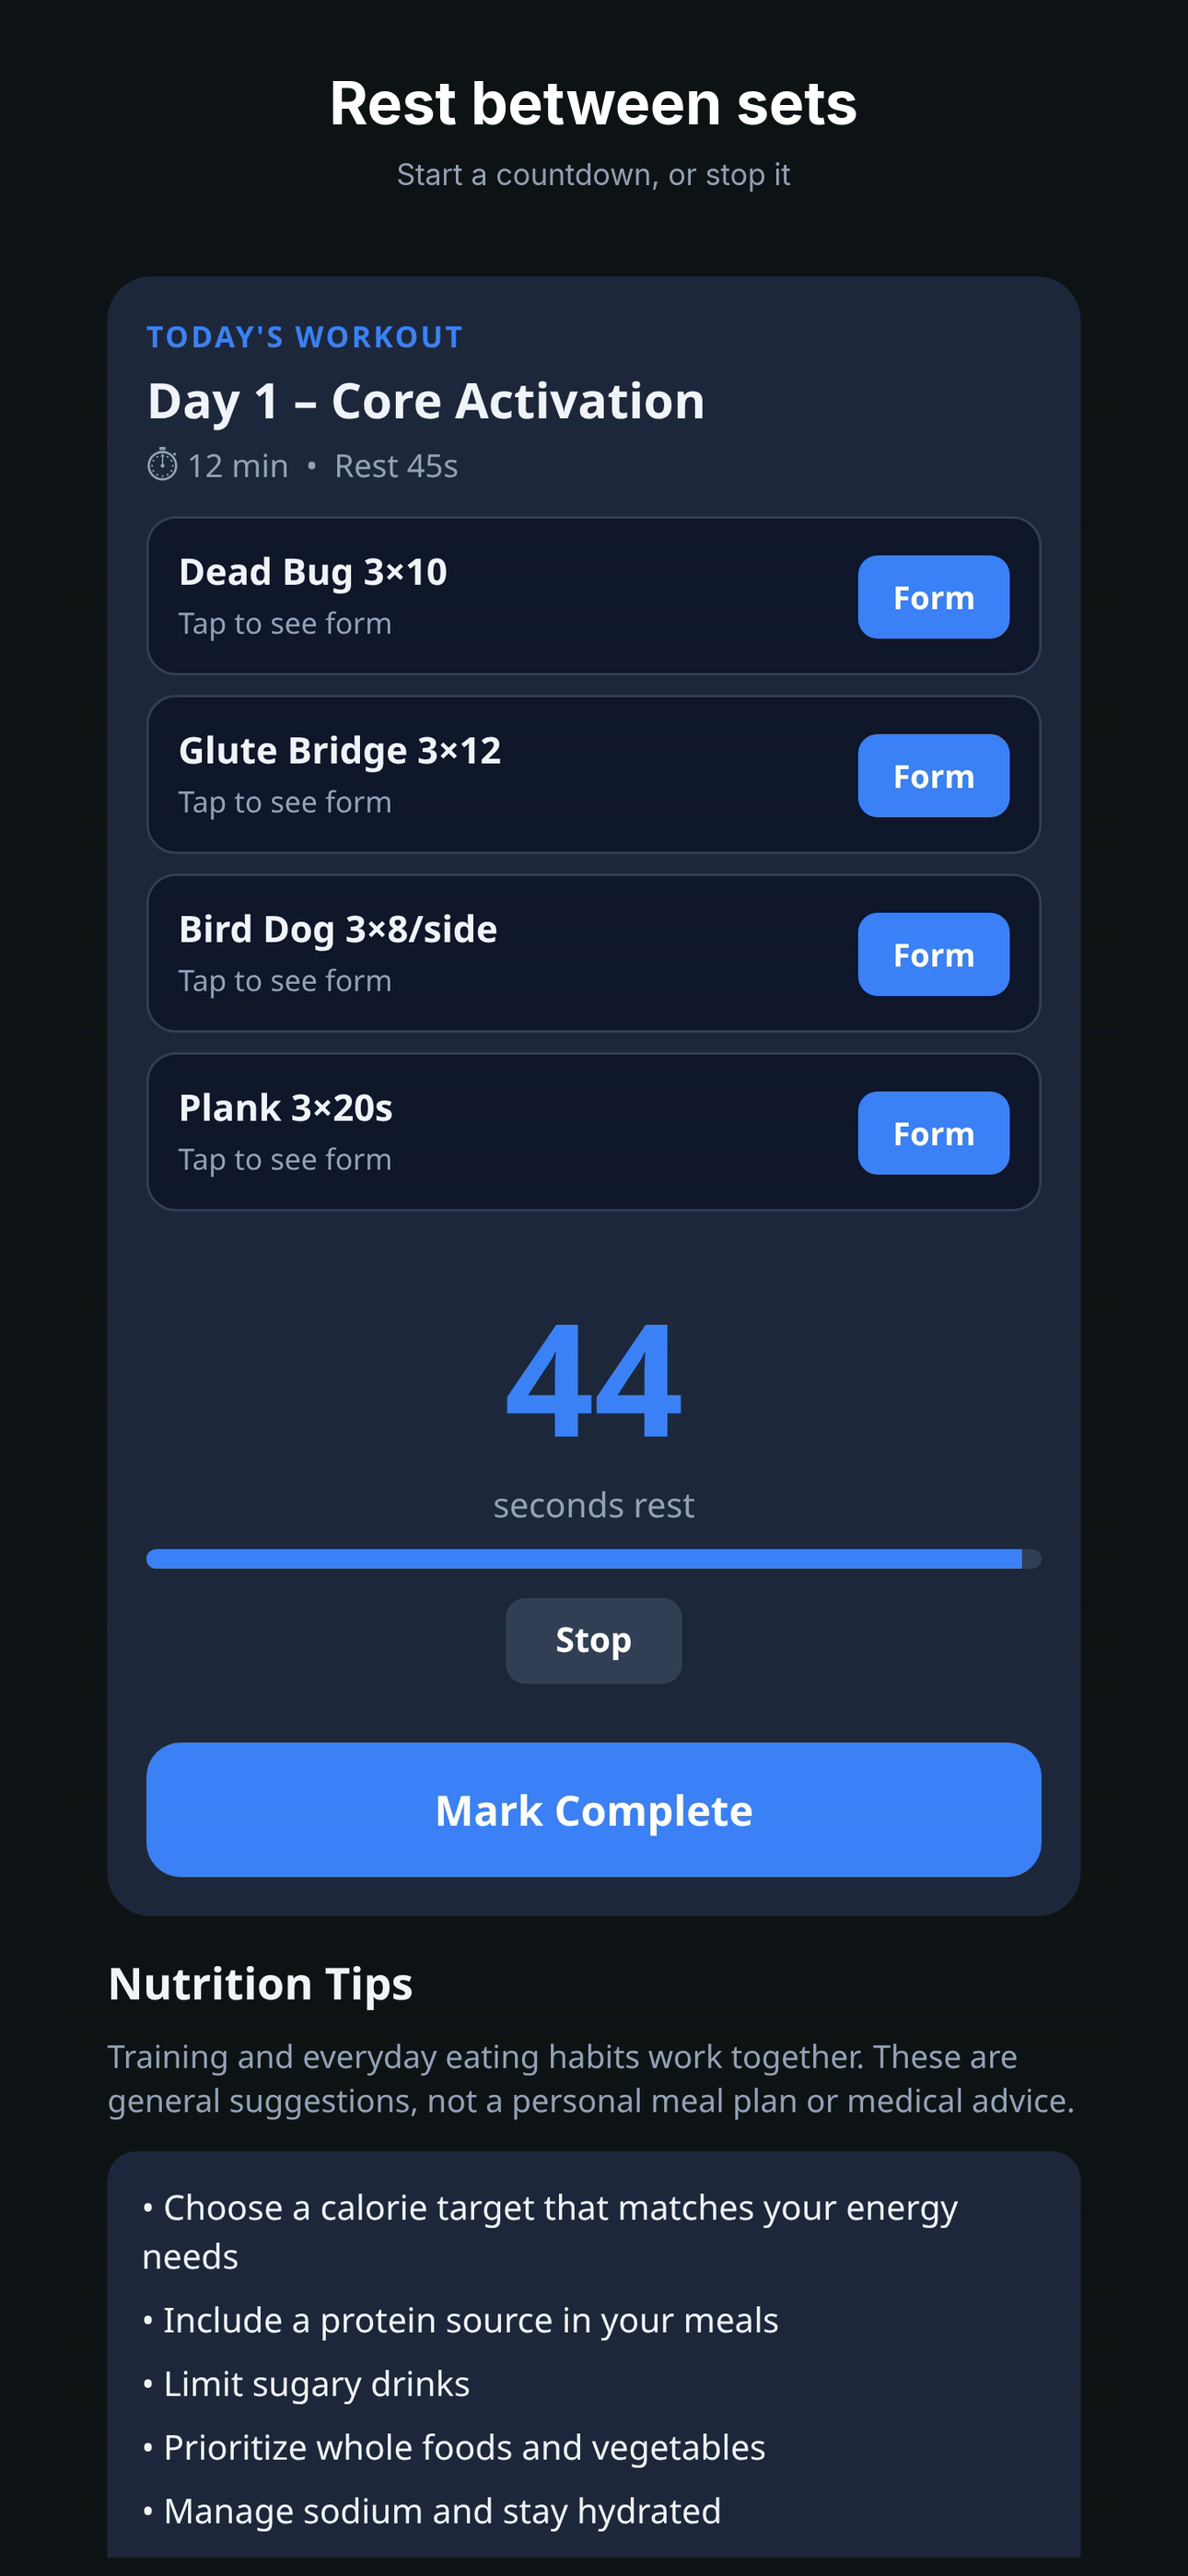 Rest between sets
Start a countdown, or stop it
TODAY'S WORKOUT
Day 1 – Core Activation
⏱ 12 min • Rest 45s
Dead Bug 3×10
Tap to see form
Form
Glute Bridge 3×12
Tap to see form
Form
Bird Dog 3×8/side
Tap to see form
Form
Plank 3×20s
Tap to see form
Form
44
seconds rest
Stop
Mark Complete
Nutrition Tips
Training and everyday eating habits work together. These are
general suggestions, not a personal meal plan or medical advice.
• Choose a calorie target that matches your energy
needs
• Include a protein source in your meals
• Limit sugary drinks
• Prioritize whole foods and vegetables
• Manage sodium and stay hydrated